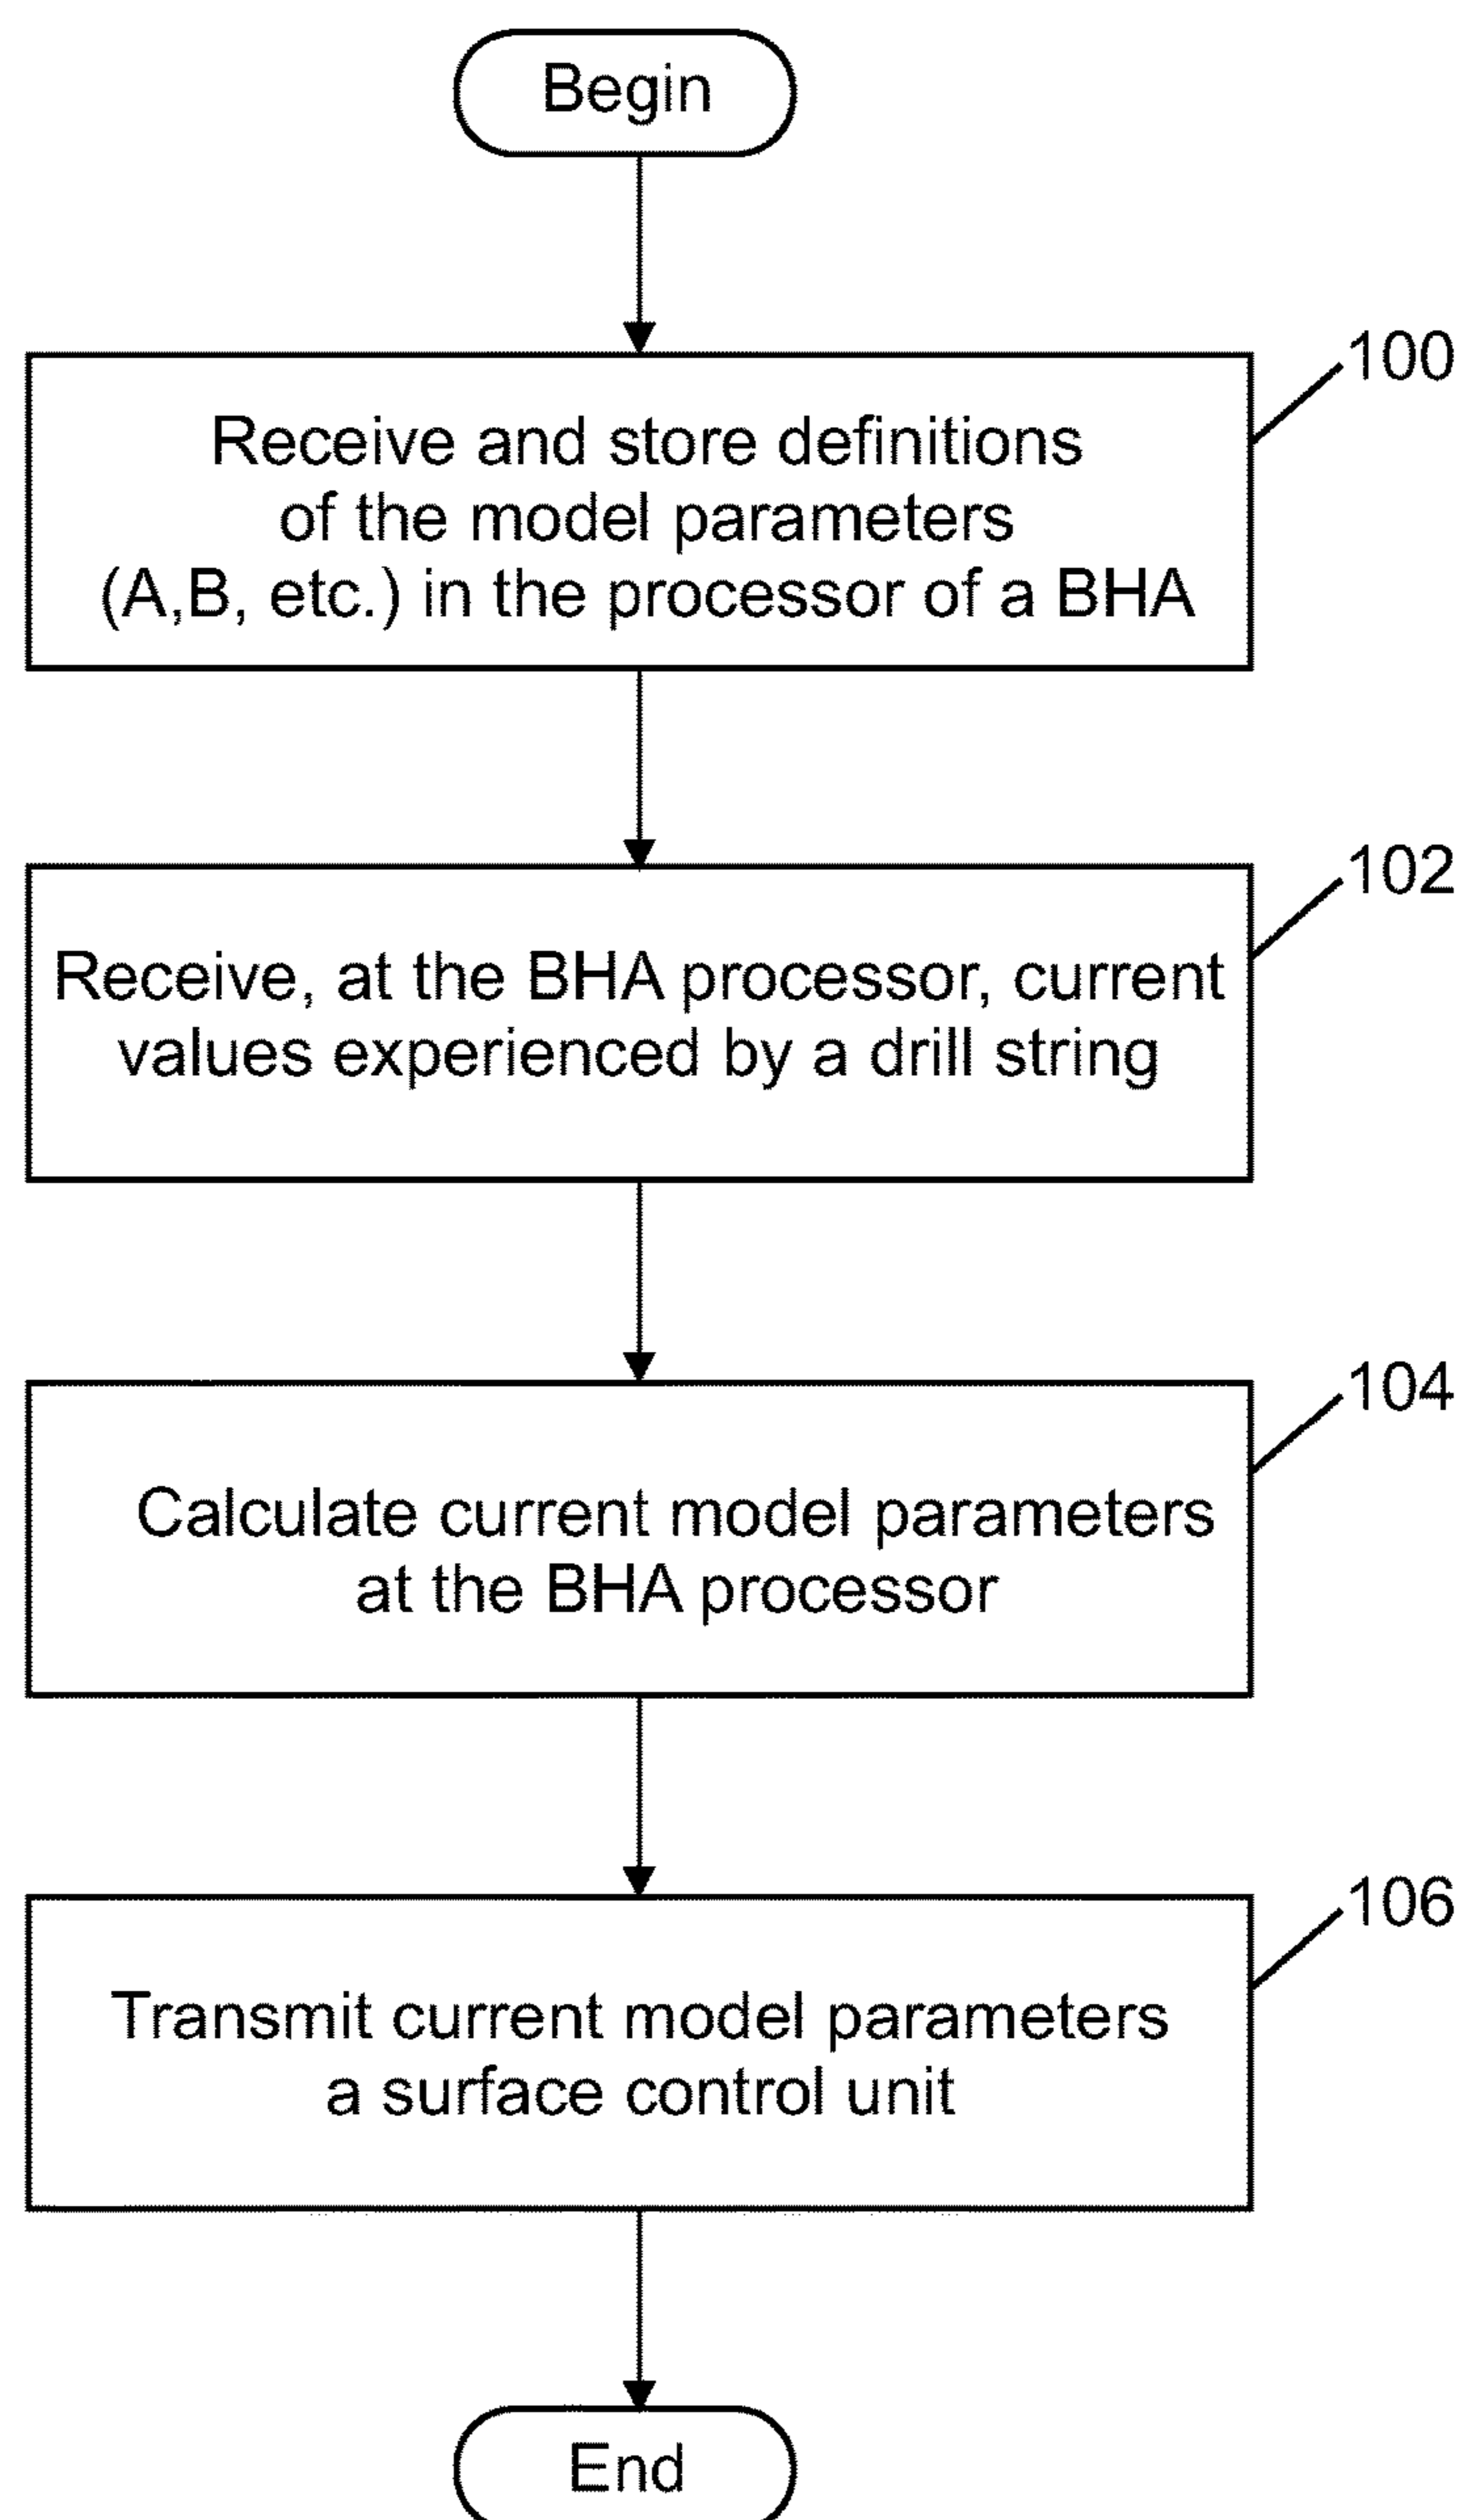 Begin
100
Receive and store definitions
of the model parameters
(A,B, etc.) in the processor of a BHA
102
Receive, at the BHA processor, current
values experienced by a drill string
104
Calculate current model parameters
at the BHA processor
106
Transmit current model parameters
a surface control unit
End